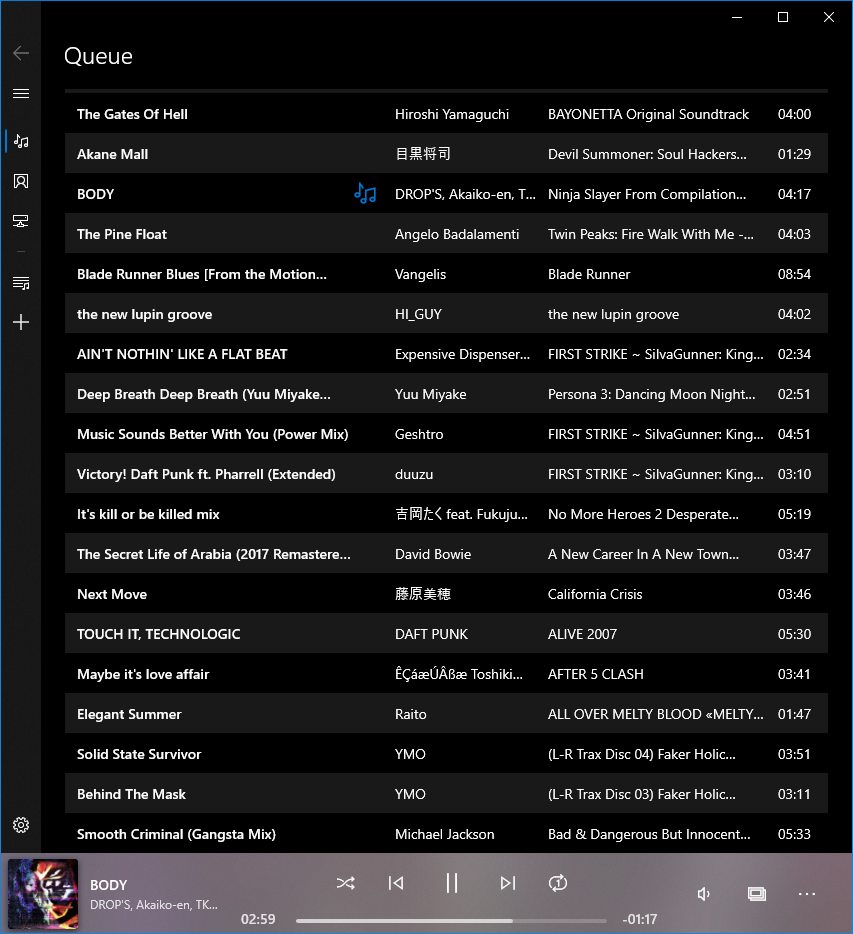 Queue
The Gates Of Hell Hiroshi Yamaguchi BAYONETTA Original Soundtrack 04:00
Akane Mall 目黒将司 Devil Summoner: Soul Hackers... 01:29
BODY DROP'S, Akaiko-en, T... Ninja Slayer From Compilation... 04:17
The Pine Float Angelo Badalamenti Twin Peaks: Fire Walk With Me -... 04:03
Blade Runner Blues [From the Motion... Vangelis Blade Runner 08:54
the new lupin groove HI_GUY the new lupin groove 04:02
AIN'T NOTHIN' LIKE A FLAT BEAT Expensive Dispenser... FIRST STRIKE ~ SilvaGunner: King... 02:34
Deep Breath Deep Breath (Yuu Miyake... Yuu Miyake Persona 3: Dancing Moon Night... 02:51
Music Sounds Better With You (Power Mix) Geshtro FIRST STRIKE ~ SilvaGunner: King... 04:51
Victory! Daft Punk ft. Pharrell (Extended) duuzu FIRST STRIKE ~ SilvaGunner: King... 03:10
It's kill or be killed mix 吉岡たく feat. Fukuju... No More Heroes 2 Desperate... 05:19
The Secret Life of Arabia (2017 Remastere... David Bowie A New Career In A New Town... 03:47
Next Move 藤原美穂 California Crisis 03:46
TOUCH IT, TECHNOLOGIC DAFT PUNK ALIVE 2007 05:30
Maybe it's love affair ÊÇáæÚÂßæ Toshiki... AFTER 5 CLASH 03:41
Elegant Summer Raito ALL OVER MELTY BLOOD «MELTY... 01:47
Solid State Survivor YMO (L-R Trax Disc 04) Faker Holic... 03:51
Behind The Mask YMO (L-R Trax Disc 03) Faker Holic... 03:11
Smooth Criminal (Gangsta Mix) Michael Jackson Bad & Dangerous But Innocent... 05:33
BODY
DROP'S, Akaiko-en, TK...
02:59 -01:17